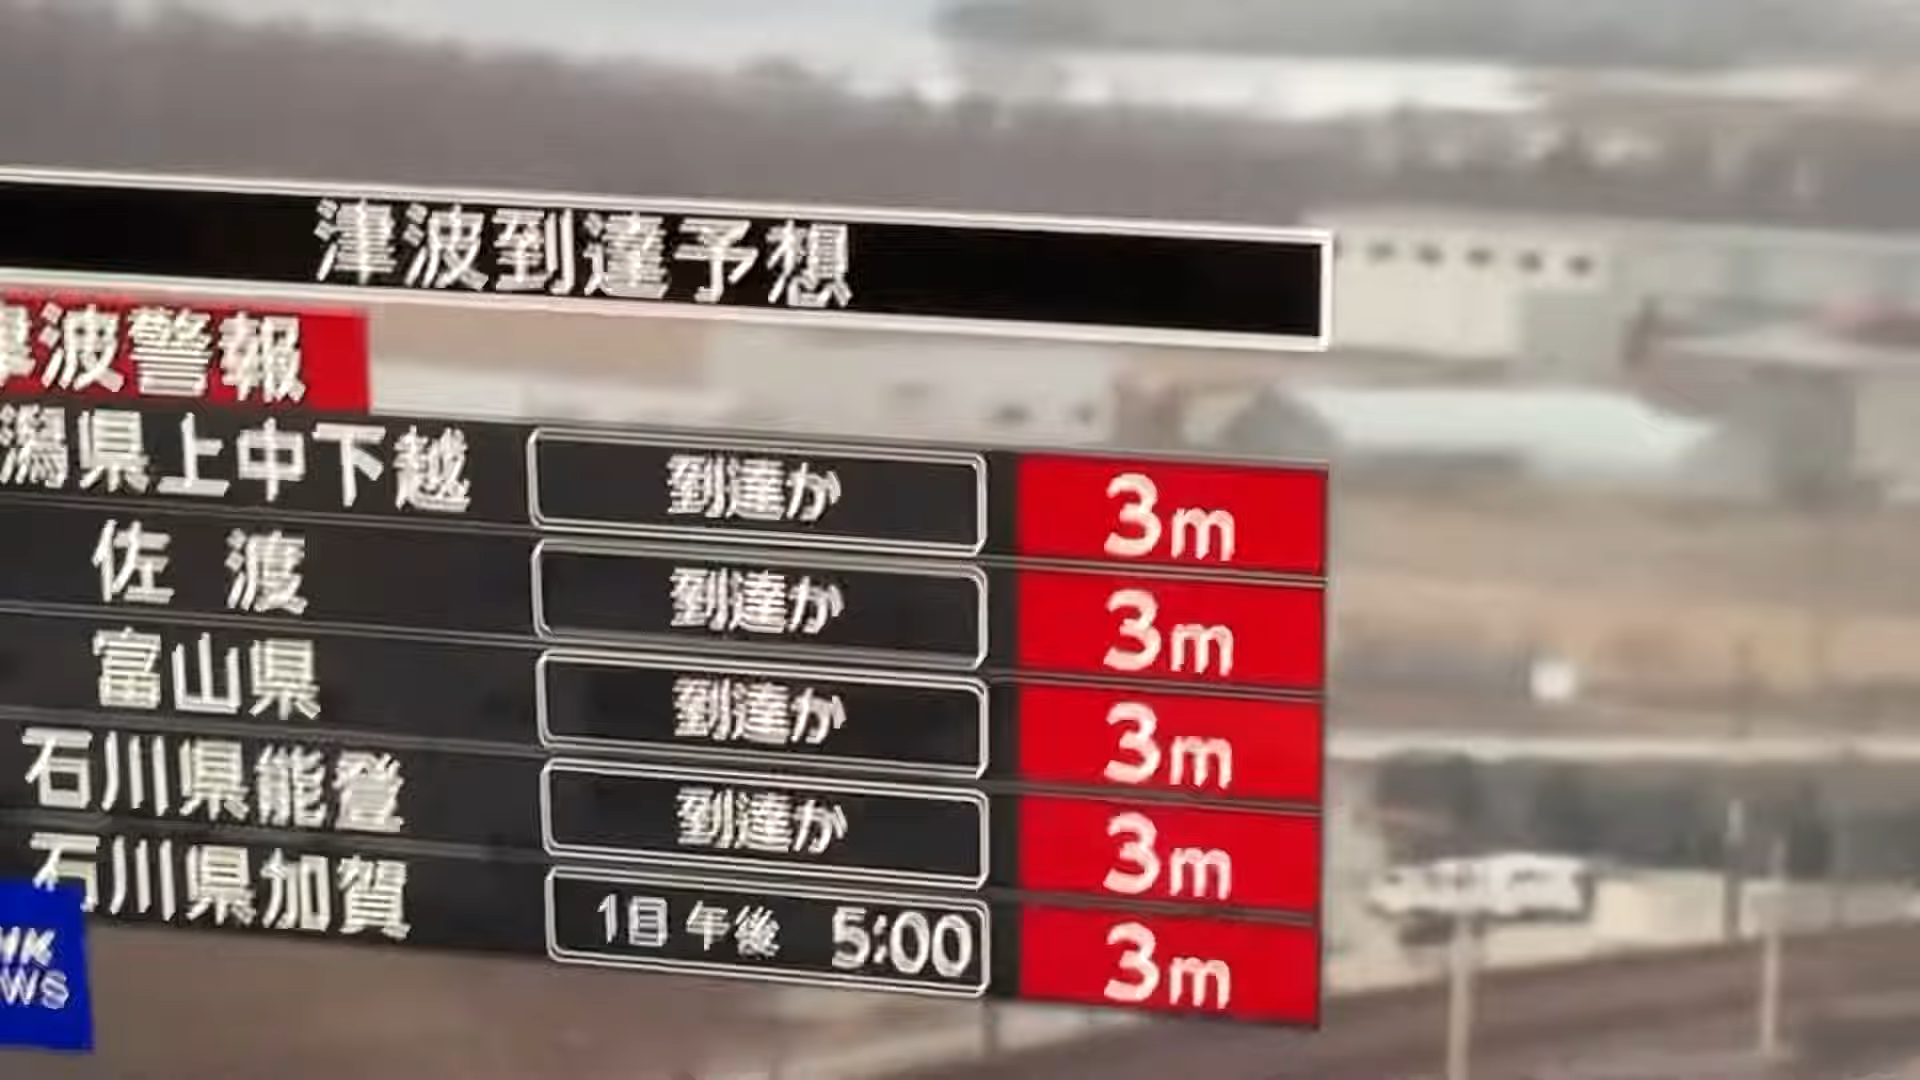 津波到達予想
津波警報
潟県上中下越 到達か 3m
佐渡 到達か 3m
富山県 到達か 3m
石川県能登 到達か 3m
石川県加賀 1日 午後 5:00 3m
HK
WS